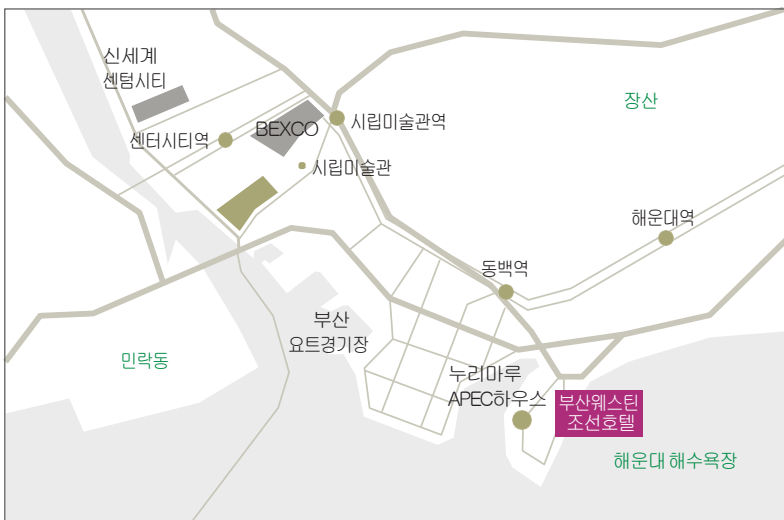 신세계
센텀시티
장산
BEXCO
시립미술관역
센터시티역
시립미술관
해운대역
동백역
부산
요트경기장
민락동
누리마루
APEC하우스
부산웨스틴
조선호텔
해운대 해수욕장